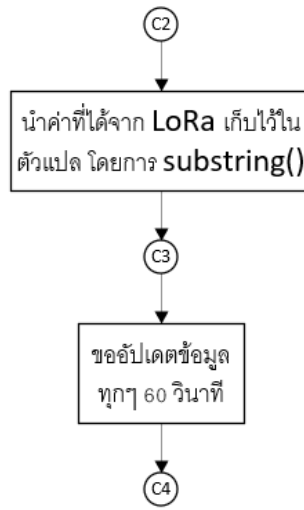 C2
นำค่าที่ได้จาก LoRa เก็บไว้ใน
ตัวแปล โดยการ substring()
C3
ขออัปเดตข้อมูล
ทุกๆ 60 วินาที
C4